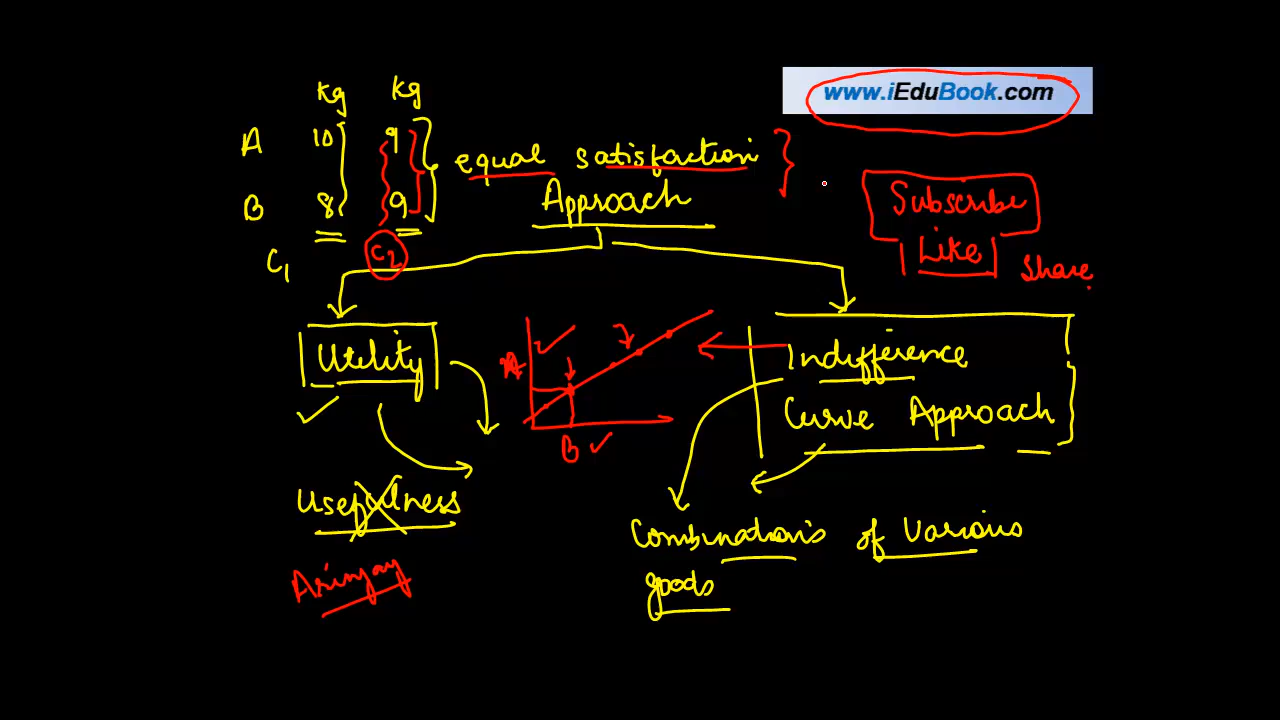 www.iEduBook.com
Kg Kg
A 10 9
equal satisfaction
B 8 9
Approach
Subscribe
C1 C2
Like
Share
Utility
A
Indifference
Curve Approach
B
Usefulness
Combinations of Various
goods
Arinjay